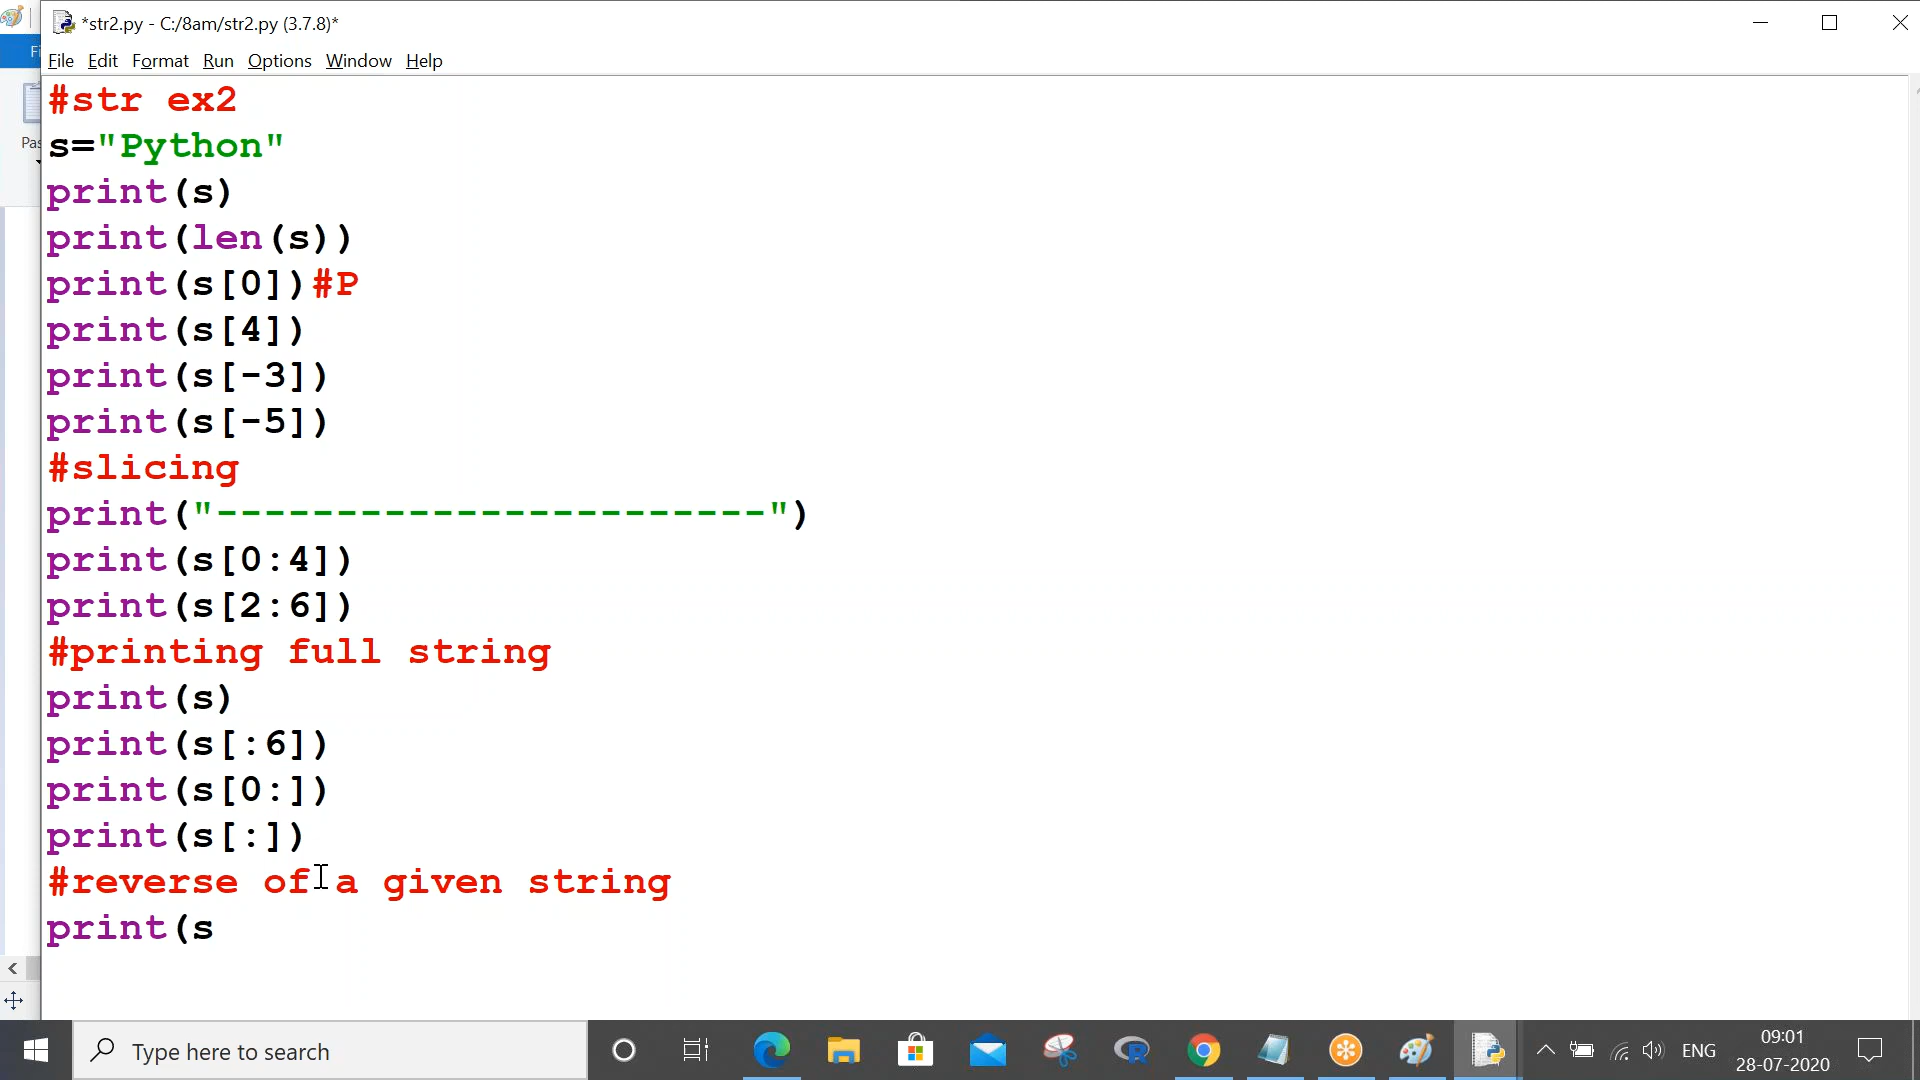 *str2.py - C:/8am/str2.py (3.7.8)*
File Edit Format Run Options Window Help
#str ex2
s="Python"
print(s)
print(len(s))
print(s[0])#P
print(s[4])
print(s[-3])
print(s[-5])
#slicing
print("-----------------------")
print(s[0:4])
print(s[2:6])
#printing full string
print(s)
print(s[:6])
print(s[0:])
print(s[:])
#reverse of a given string
print(s
Type here to search
ENG
09:01
28-07-2020